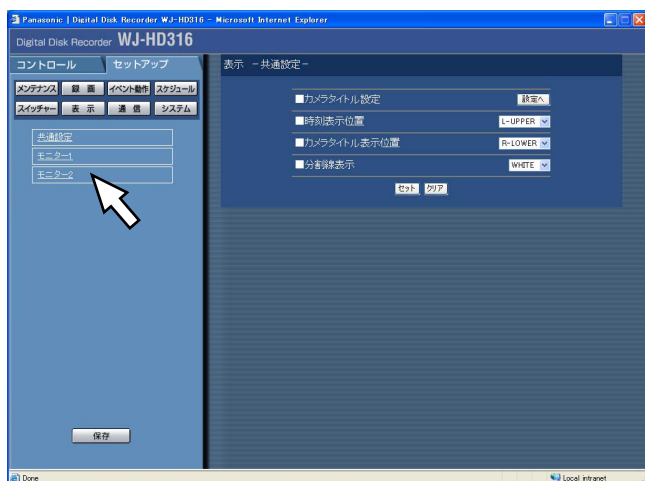 Panasonic | Digital Disk Recorder WJ-HD316 - Microsoft Internet Explorer
Digital Disk Recorder WJ-HD316
コントロール セットアップ
メンテナンス 録 画 イベント動作 スケジュール
スイッチャー 表 示 通 信 システム
共通設定
モニター1
モニター2
保存
表示 －共通設定－
■カメラタイトル設定 設定へ
■時刻表示位置 L-UPPER
■カメラタイトル表示位置 R-LOWER
■分割線表示 WHITE
セット クリア
Done Local intranet